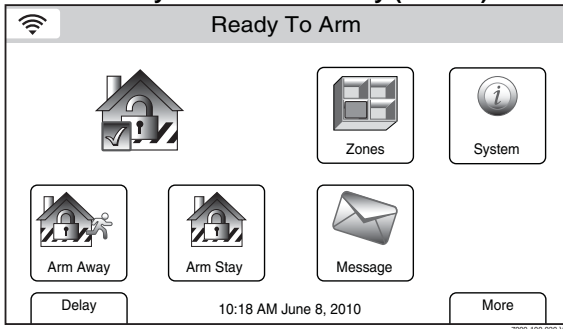 Ready To Arm
i
Zones
System
Arm Away
Arm Stay
Message
Delay
10:18 AM June 8, 2010
More